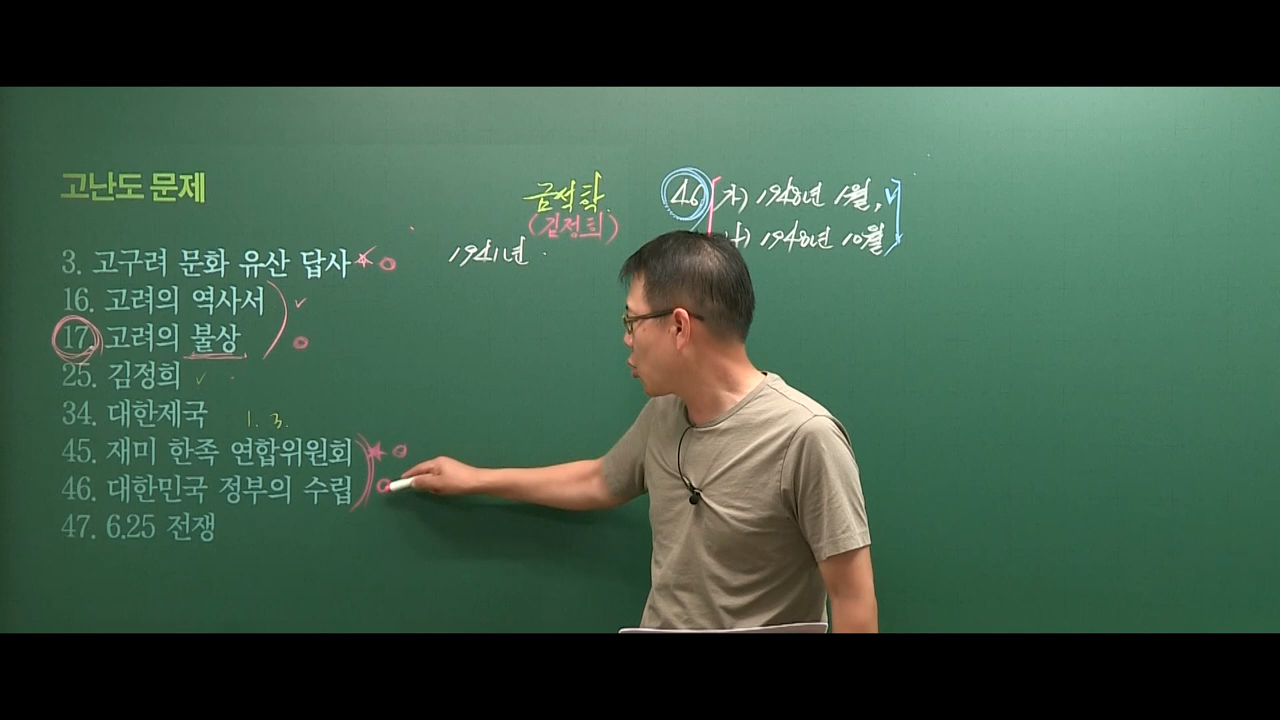 고난도 문제
3. 고구려 문화 유산 답사
16. 고려의 역사서
17. 고려의 불상
25. 김정희
34. 대한제국
1. 3.
45. 재미 한족 연합위원회
46. 대한민국 정부의 수립
47. 6.25 전쟁
금석학.
(김정희)
1941년
46 가) 1948년 1월,
나) 1948년 10월